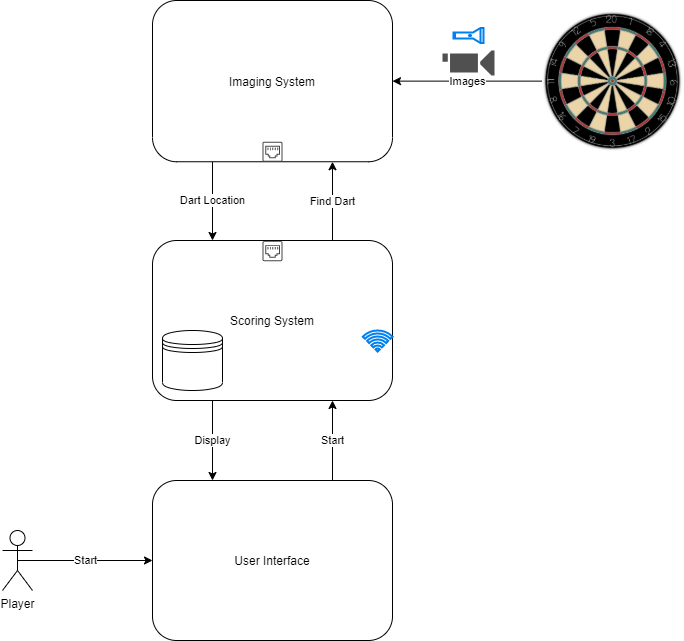 Imaging System
Images
Dart Location
Find Dart
Scoring System
Display
Start
Start
User Interface
Player